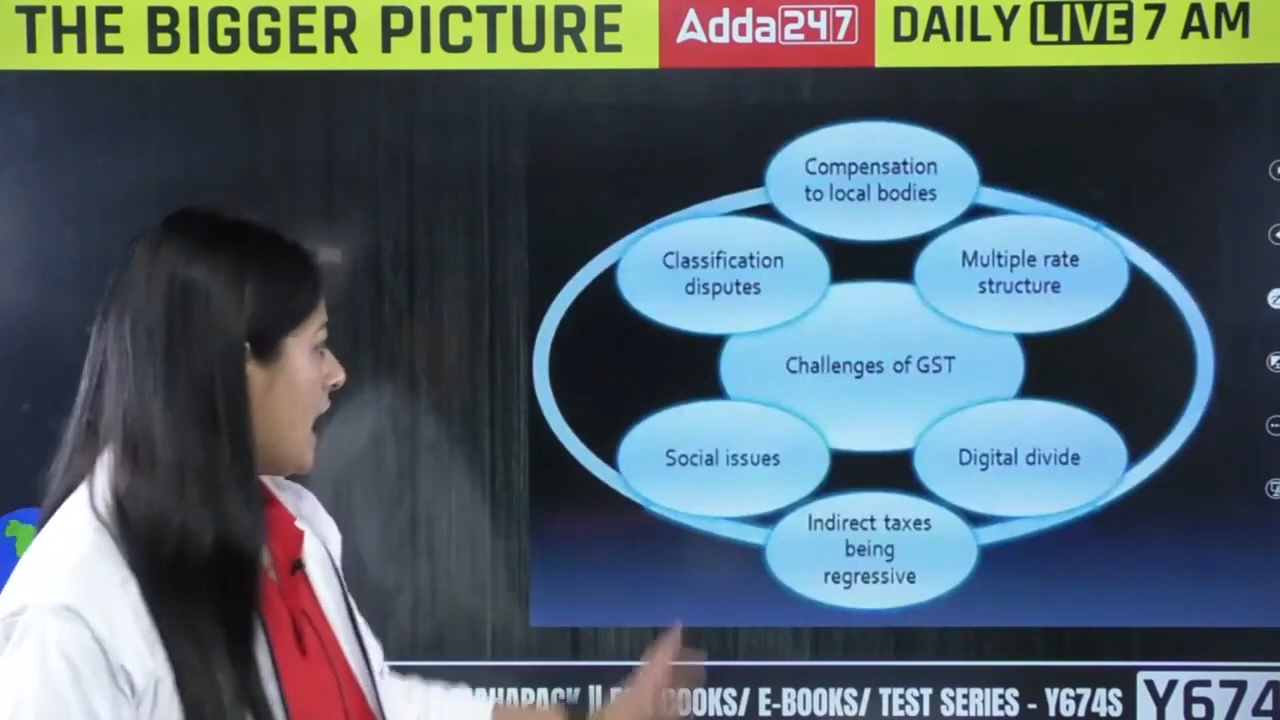 THE BIGGER PICTURE
Adda247
DAILY LIVE 7 AM
Compensation
to local bodies
Classification
disputes
Multiple rate
structure
Challenges of GST
Social issues
Digital divide
Indirect taxes
being
regressive
BOOKS/ E-BOOKS/ TEST SERIES - Y674S
Y674